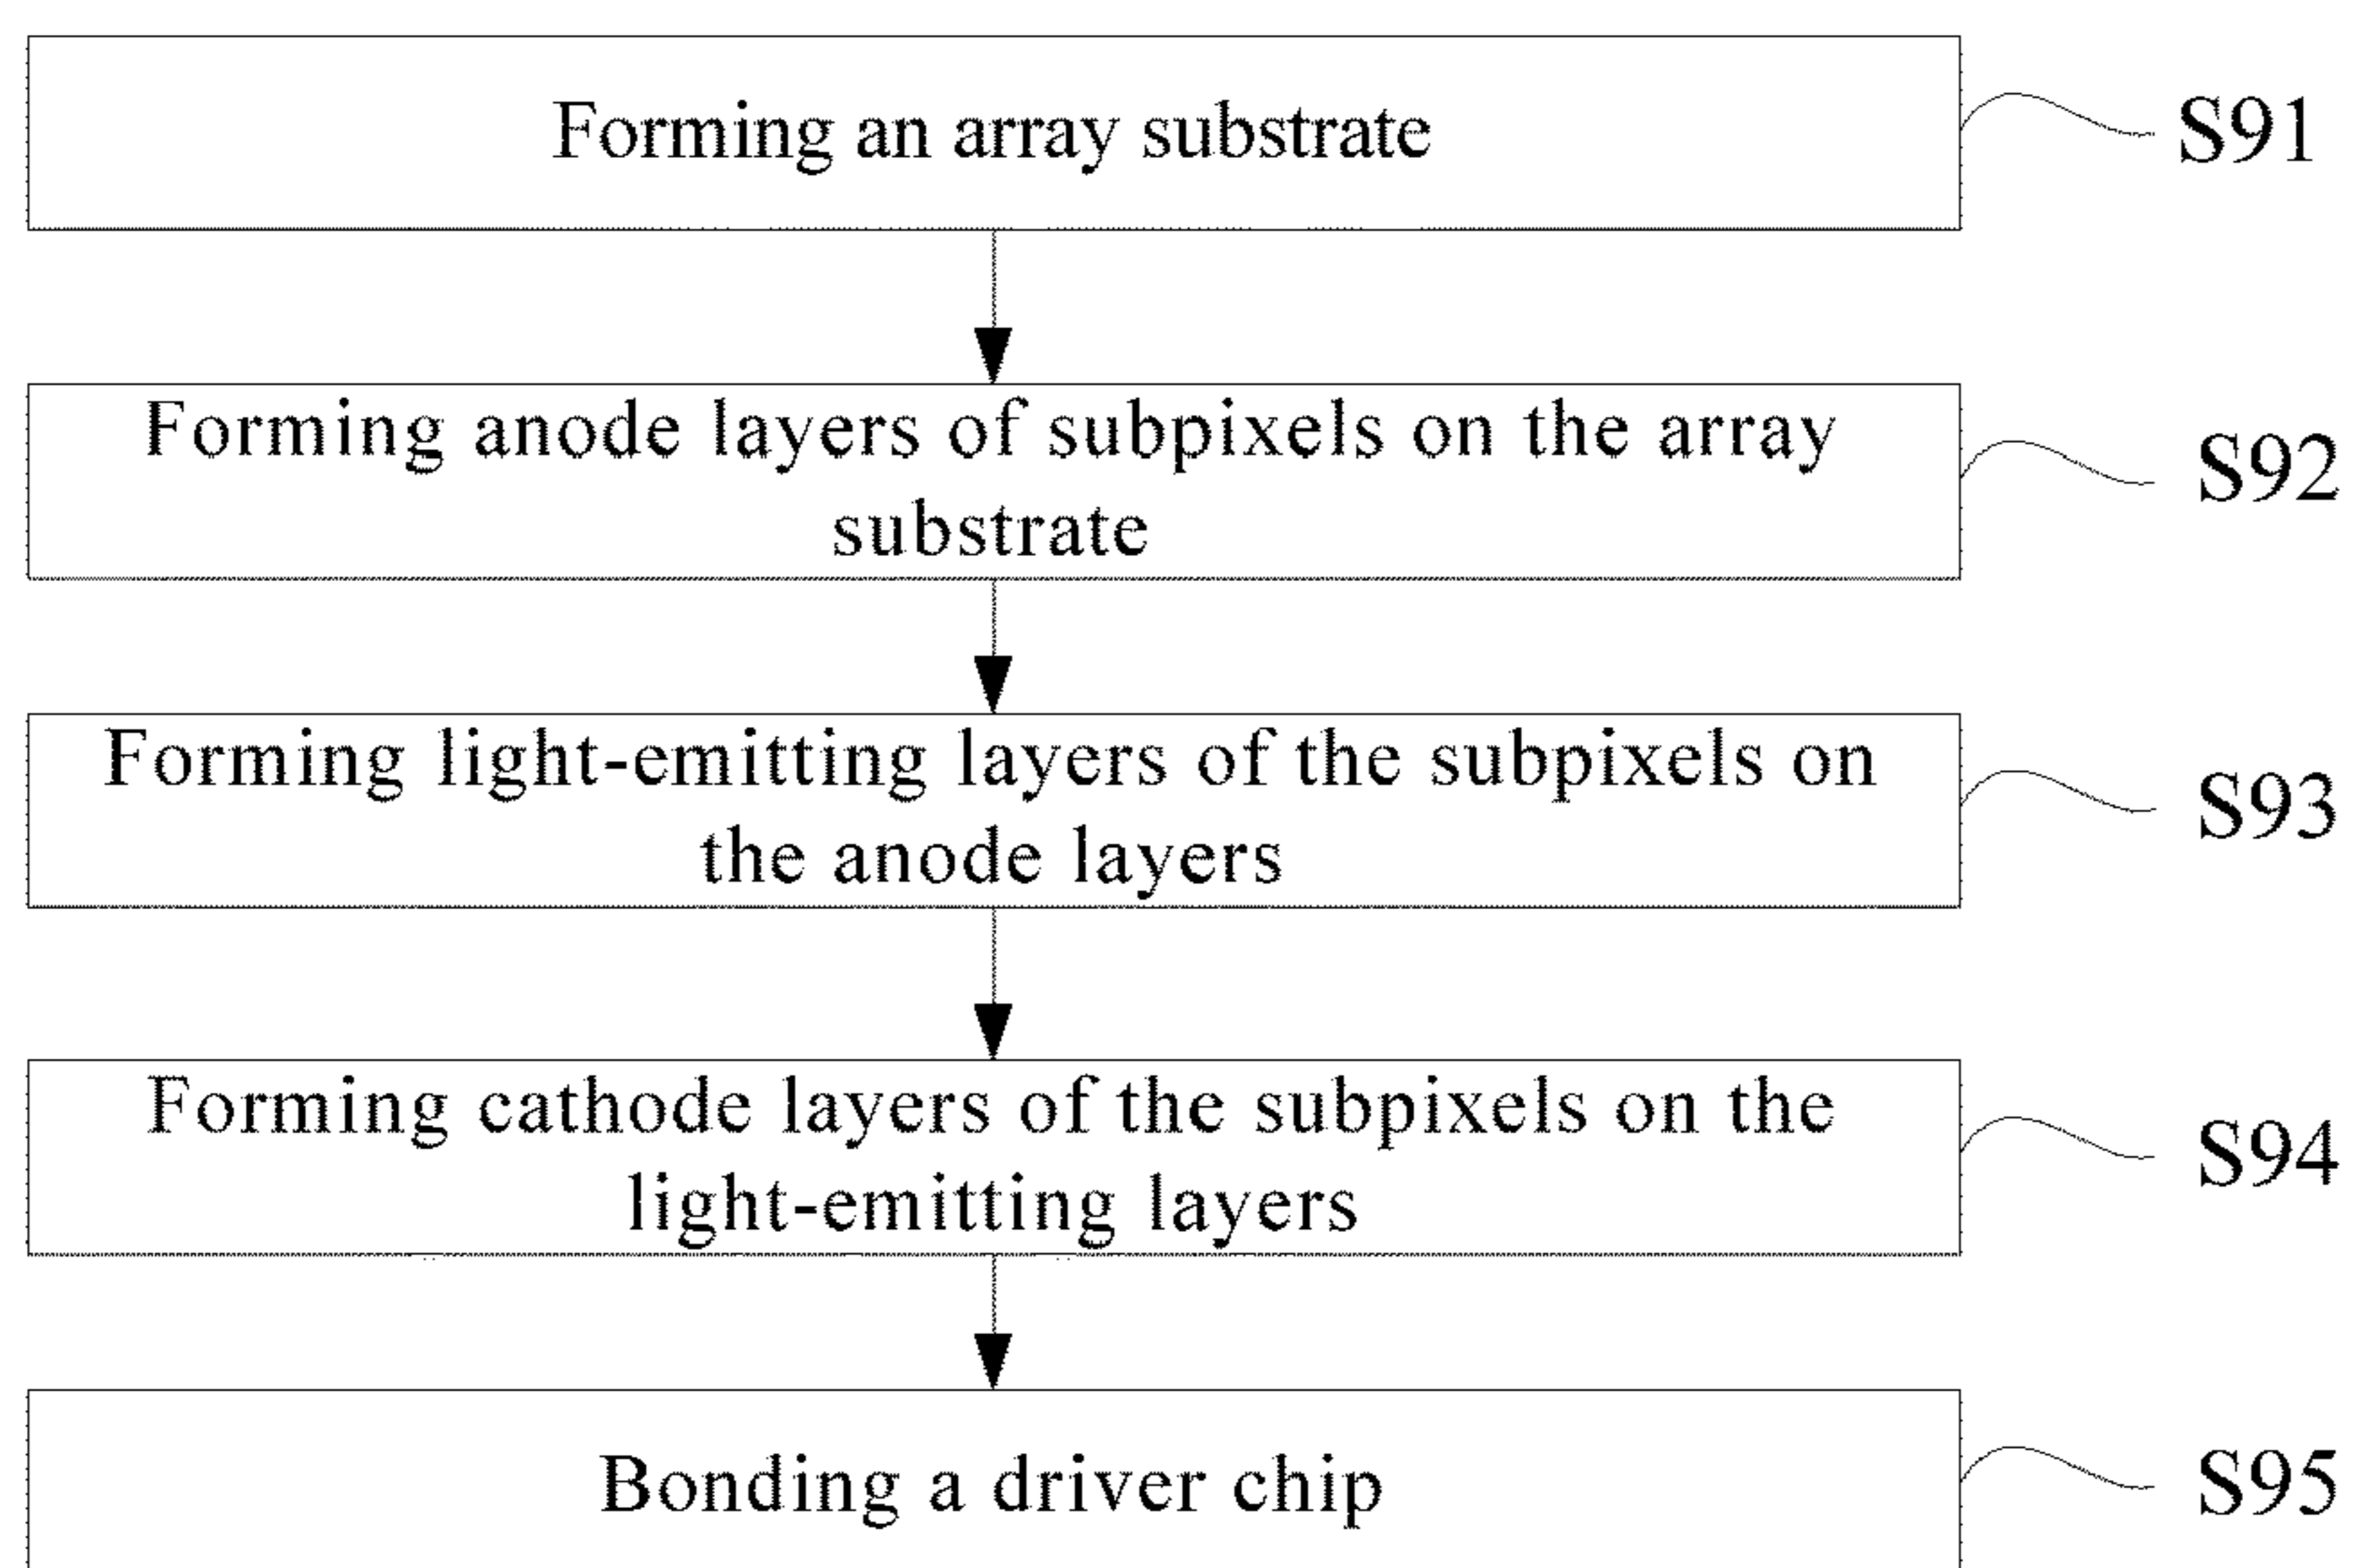 Forming an array substrate
S91
Forming anode layers of subpixels on the array
substrate
S92
Forming light-emitting layers of the subpixels on
the anode layers
S93
Forming cathode layers of the subpixels on the
light-emitting layers
S94
Bonding a driver chip
S95